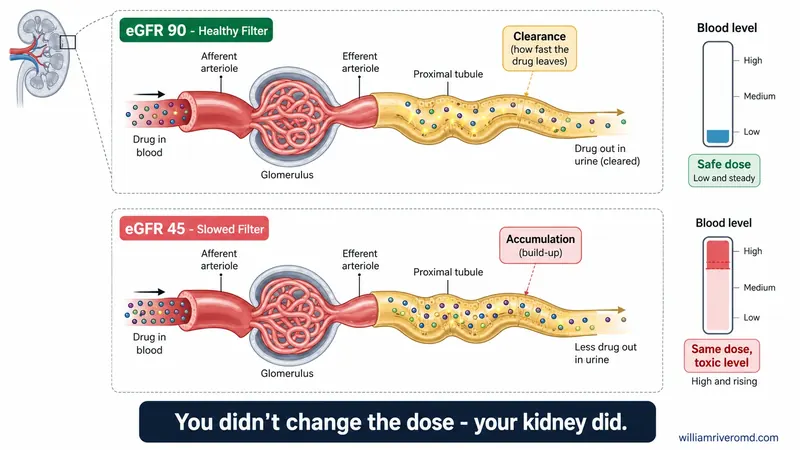 eGFR 90 - Healthy Filter
Afferent
arteriole
Efferent
arteriole
Proximal tubule
Clearance
(how fast the
drug leaves)
Drug in
blood
Glomerulus
Drug out in
urine (cleared)
Blood level
High
Medium
Low
Safe dose
Low and steady
eGFR 45 - Slowed Filter
Afferent
arteriole
Efferent
arteriole
Proximal tubule
Accumulation
(build-up)
Drug in
blood
Glomerulus
Less drug out
in urine
Blood level
High
Medium
Low
Same dose,
toxic level
High and rising
You didn't change the dose - your kidney did.
williamriveromd.com